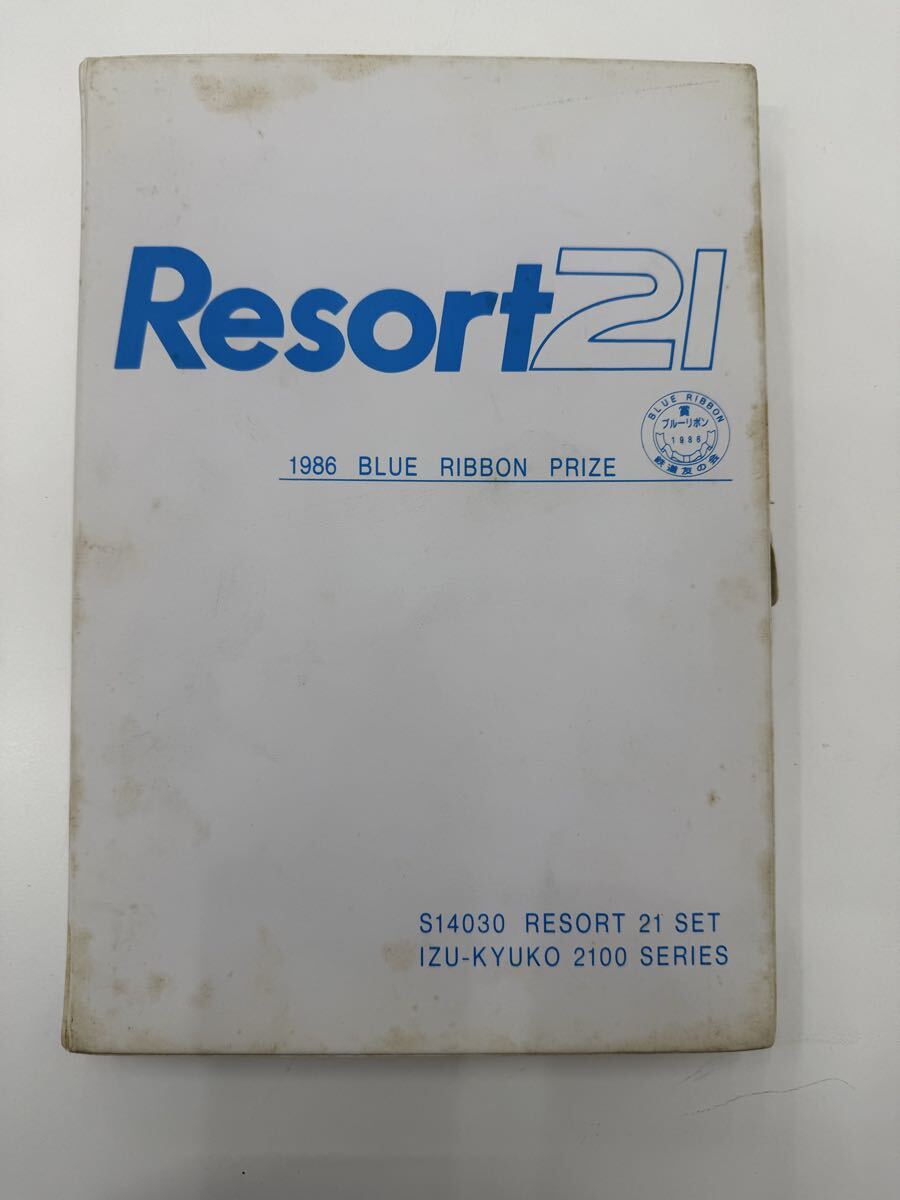 Resort21
BLUE RIBBON
賞
ブルーリボン
1986
鉄道友の会
1986 BLUE RIBBON PRIZE
S14030 RESORT 21 SET
IZU-KYUKO 2100 SERIES